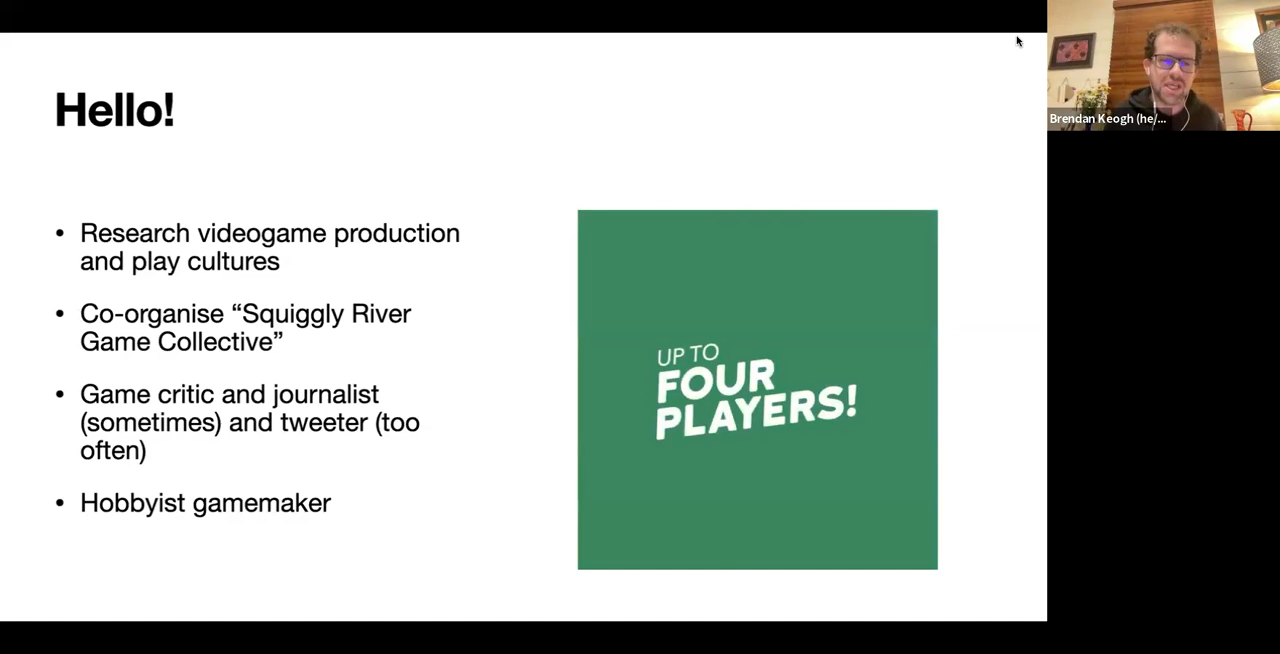 Hello!
• Research videogame production
and play cultures
• Co-organise “Squiggly River
Game Collective”
• Game critic and journalist
(sometimes) and tweeter (too
often)
• Hobbyist gamemaker
UP TO
FOUR
PLAYERS!
Brendan Keogh (he/...